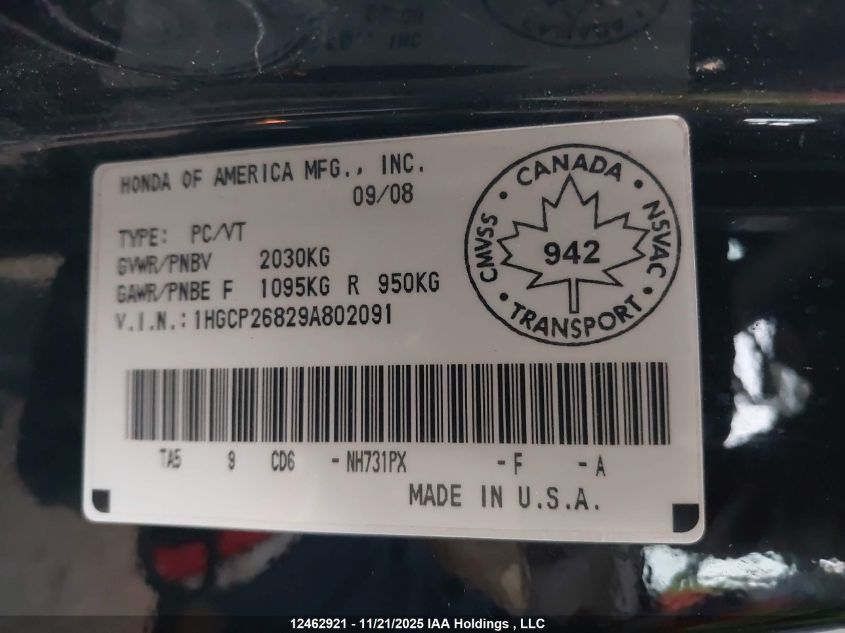 HONDA OF AMERICA MFG., INC.
09/08
TYPE: PC/VT
GVWR/PNBV 2030KG
GAWR/PNBE F 1095KG R 950KG
V.I.N.: 1HGCP26829A802091
CANADA
CMVSS
NSVAC
942
TRANSPORT
TA5 9 CD6 -NH731PX -F -A
MADE IN U.S.A.
12462921 - 11/21/2025 IAA Holdings , LLC